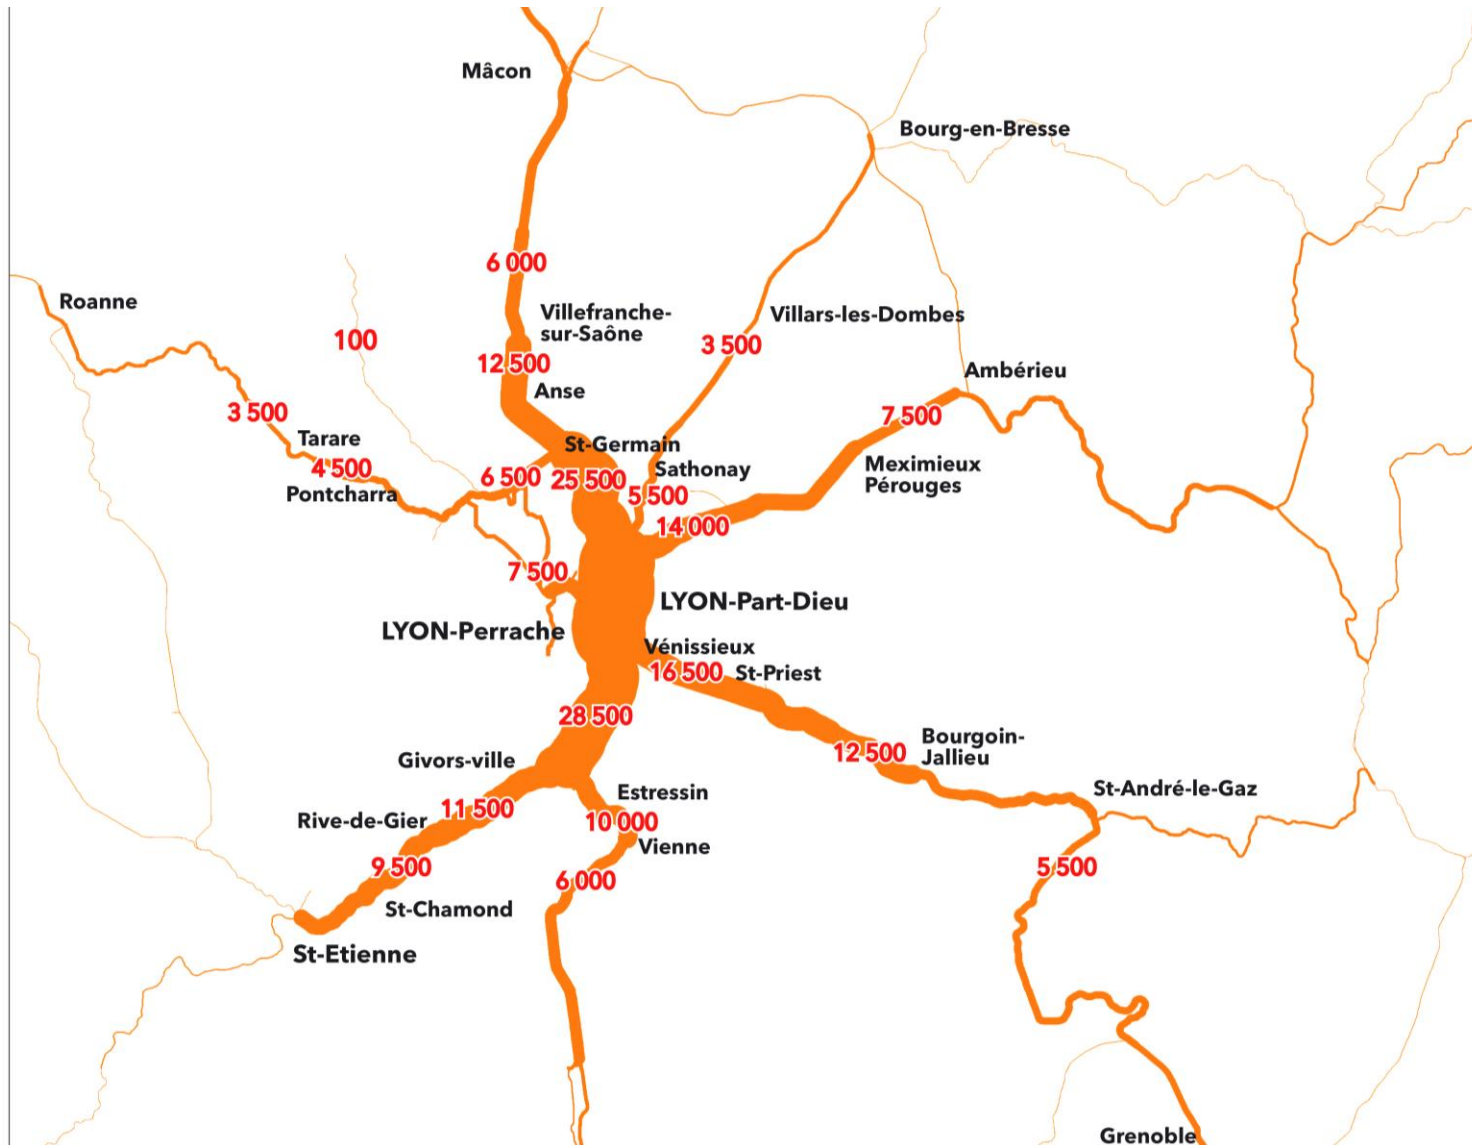 Mâcon
Bourg-en-Bresse
6 000
Roanne
Villefranche-
sur-Saône
Villars-les-Dombes
100
3 500
12 500
Ambérieu
Anse
3 500
7 500
Tarare
St-Germain
4 500
Sathonay
Meximieux
Pérouges
6 500
25 500
Pontcharra
5 500
14 000
7 500
LYON-Part-Dieu
LYON-Perrache
Vénissieux
16 500
St-Priest
28 500
Bourgoin-
Jallieu
12 500
Givors-ville
St-André-le-Gaz
Estressin
11 500
Rive-de-Gier
10 000
Vienne
9 500
6 000
5 500
St-Chamond
St-Etienne
Grenoble